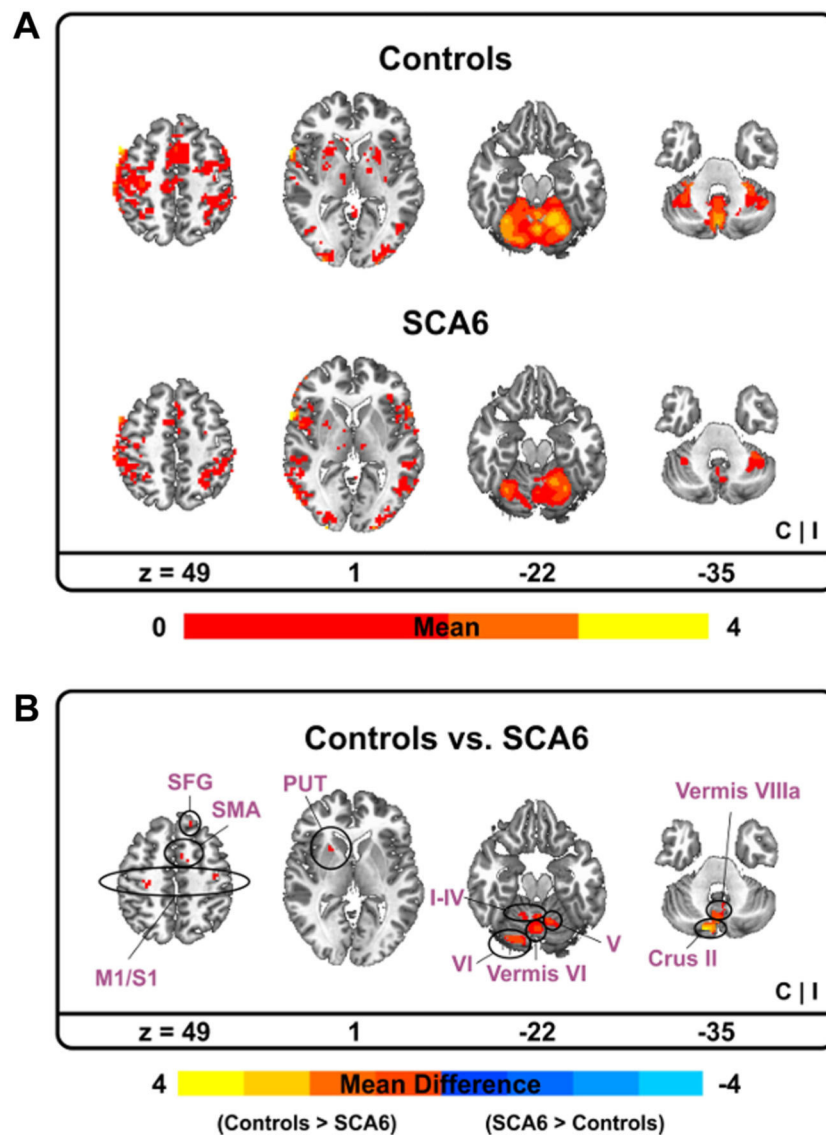 A
Controls
SCA6
C | I
z = 49 1 -22 -35
0 Mean 4
B
Controls vs. SCA6
SFG PUT Vermis VIIIa
SMA
I-IV V
M1/S1 VI Vermis VI Crus II
C | I
z = 49 1 -22 -35
4 Mean Difference -4
(Controls > SCA6) (SCA6 > Controls)